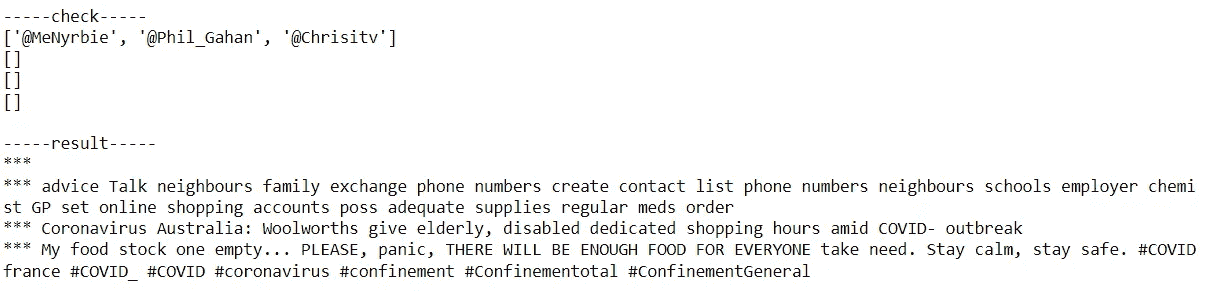 -----check-----
['@MeNyrbie', '@Phil_Gahan', '@Chrisitv']
[]
[]
[]
-----result-----
***
*** advice Talk neighbours family exchange phone numbers create contact list phone numbers neighbours schools employer chemi
st GP set online shopping accounts poss adequate supplies regular meds order
*** Coronavirus Australia: Woolworths give elderly, disabled dedicated shopping hours amid COVID- outbreak
*** My food stock one empty... PLEASE, panic, THERE WILL BE ENOUGH FOOD FOR EVERYONE take need. Stay calm, stay safe. #COVID
france #COVID_ #COVID #coronavirus #confinement #Confinementotal #ConfinementGeneral